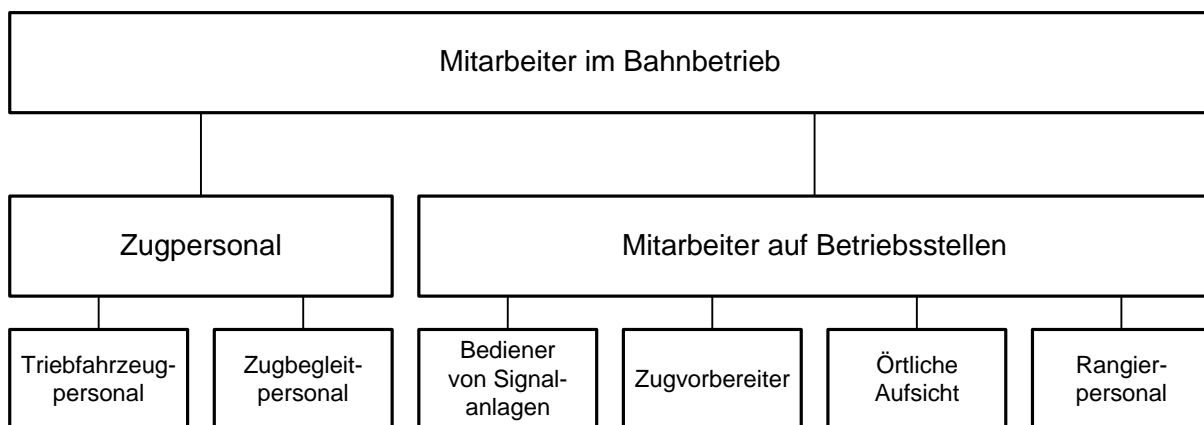 Mitarbeiter im Bahnbetrieb
Zugpersonal
Mitarbeiter auf Betriebsstellen
Triebfahrzeug-
personal
Zugbegleit-
personal
Bediener
von Signal-
anlagen
Zugvorbereiter
Örtliche
Aufsicht
Rangier-
personal